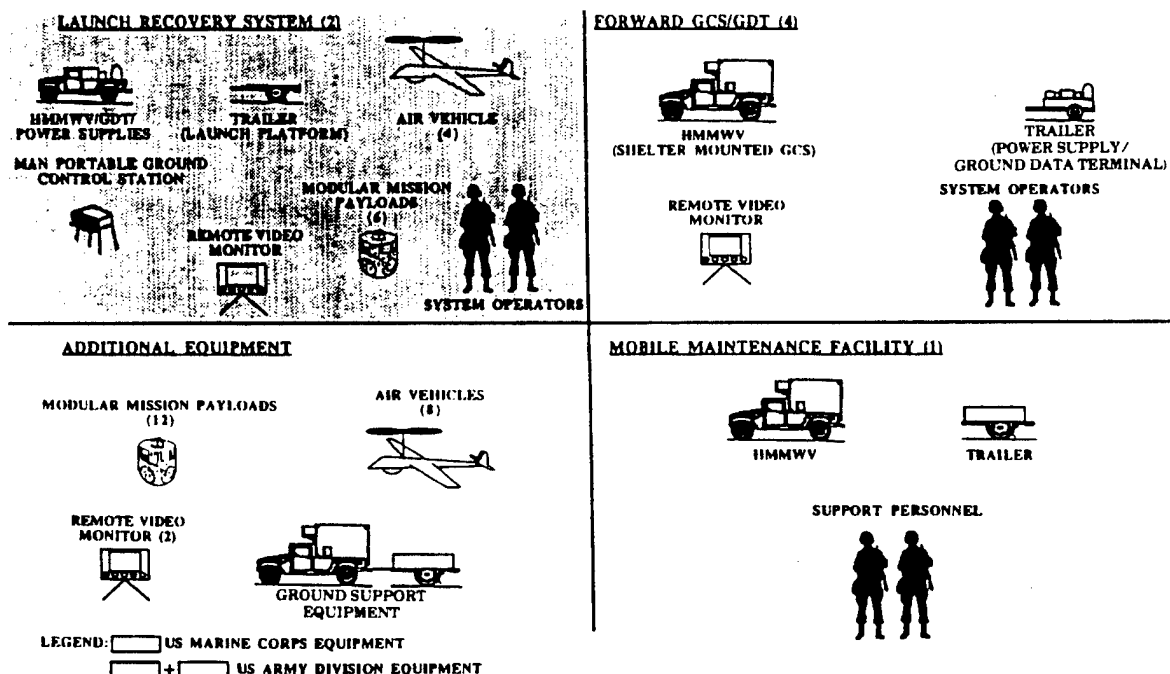 LAUNCH RECOVERY SYSTEM (2)
HMMWV/GDT/
POWER SUPPLIES
TRAILER
(LAUNCH PLATFORM)
AIR VEHICLE
(4)
MAN PORTABLE GROUND
CONTROL STATION
MODULAR MISSION
PAYLOADS
(6)
REMOTE VIDEO
MONITOR
SYSTEM OPERATORS
FORWARD GCS/GDT (4)
HMMWV
(SHELTER MOUNTED GCS)
TRAILER
(POWER SUPPLY/
GROUND DATA TERMINAL)
SYSTEM OPERATORS
REMOTE VIDEO
MONITOR
ADDITIONAL EQUIPMENT
MODULAR MISSION PAYLOADS
(12)
AIR VEHICLES
(8)
REMOTE VIDEO
MONITOR (2)
GROUND SUPPORT
EQUIPMENT
MOBILE MAINTENANCE FACILITY (1)
HMMWV
TRAILER
SUPPORT PERSONNEL
LEGEND: US MARINE CORPS EQUIPMENT
+ US ARMY DIVISION EQUIPMENT